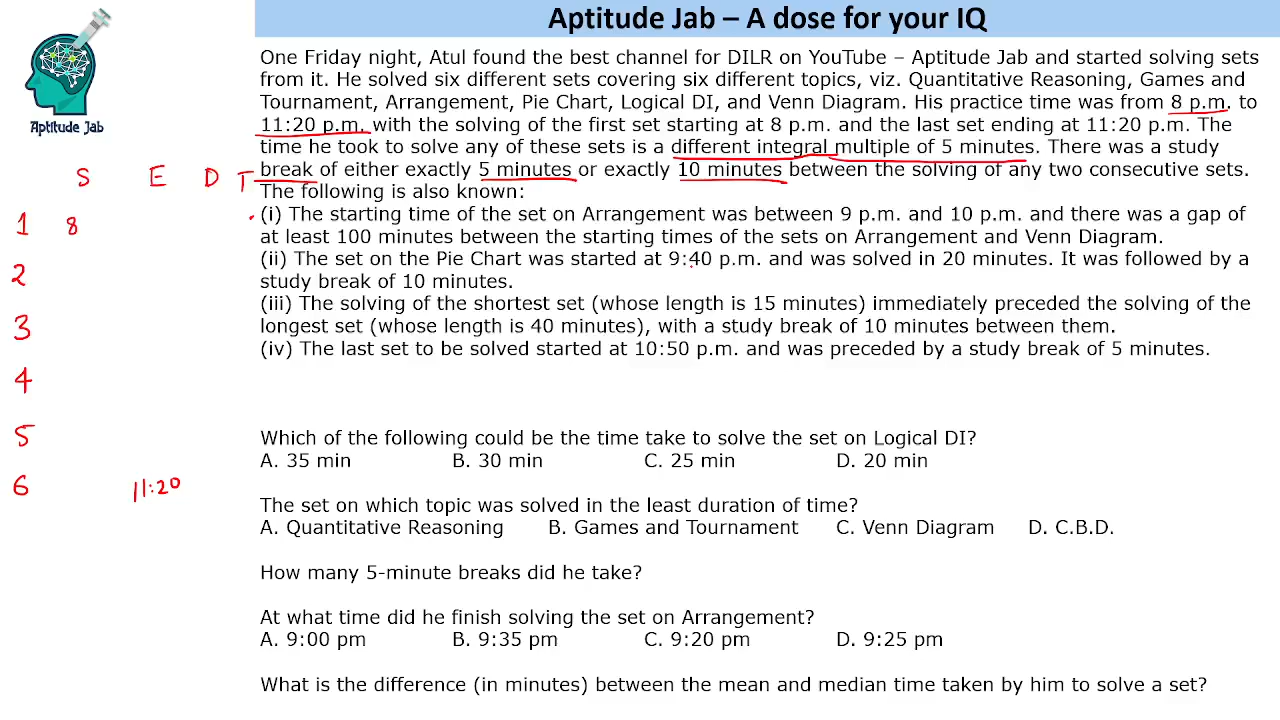 Aptitude Jab – A dose for your IQ
Aptitude Jab
One Friday night, Atul found the best channel for DILR on YouTube – Aptitude Jab and started solving sets
from it. He solved six different sets covering six different topics, viz. Quantitative Reasoning, Games and
Tournament, Arrangement, Pie Chart, Logical DI, and Venn Diagram. His practice time was from 8 p.m. to
11:20 p.m. with the solving of the first set starting at 8 p.m. and the last set ending at 11:20 p.m. The
time he took to solve any of these sets is a different integral multiple of 5 minutes. There was a study
break of either exactly 5 minutes or exactly 10 minutes between the solving of any two consecutive sets.
The following is also known:
(i) The starting time of the set on Arrangement was between 9 p.m. and 10 p.m. and there was a gap of
at least 100 minutes between the starting times of the sets on Arrangement and Venn Diagram.
(ii) The set on the Pie Chart was started at 9:40 p.m. and was solved in 20 minutes. It was followed by a
study break of 10 minutes.
(iii) The solving of the shortest set (whose length is 15 minutes) immediately preceded the solving of the
longest set (whose length is 40 minutes), with a study break of 10 minutes between them.
(iv) The last set to be solved started at 10:50 p.m. and was preceded by a study break of 5 minutes.
S E D T
1 8
2
3
4
5
6 11:20
Which of the following could be the time take to solve the set on Logical DI?
A. 35 min B. 30 min C. 25 min D. 20 min
The set on which topic was solved in the least duration of time?
A. Quantitative Reasoning B. Games and Tournament C. Venn Diagram D. C.B.D.
How many 5-minute breaks did he take?
At what time did he finish solving the set on Arrangement?
A. 9:00 pm B. 9:35 pm C. 9:20 pm D. 9:25 pm
What is the difference (in minutes) between the mean and median time taken by him to solve a set?